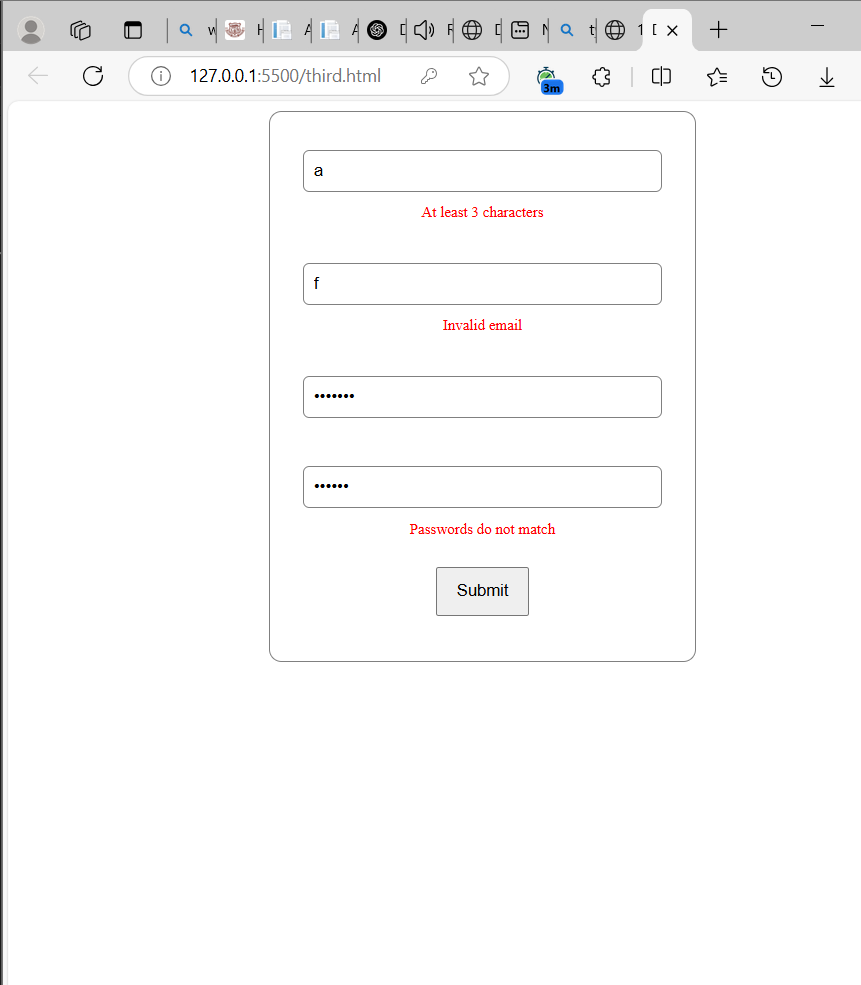 127.0.0.1:5500/third.html
3m
a
At least 3 characters
f
Invalid email
•••••••
••••••
Passwords do not match
Submit